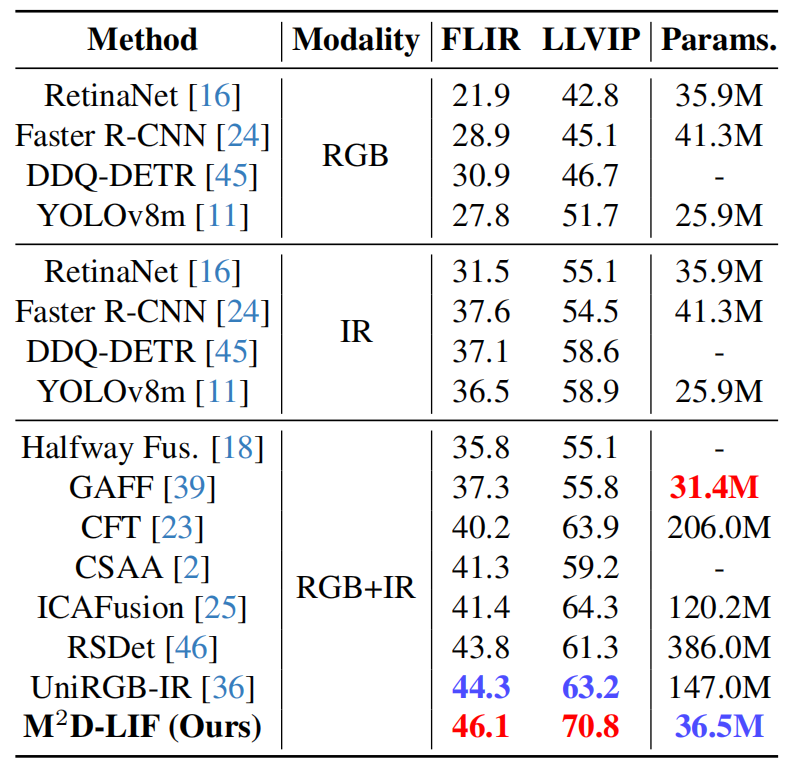 Method Modality FLIR LLVIP Params.
RetinaNet [16] 21.9 42.8 35.9M
Faster R-CNN [24] 28.9 45.1 41.3M
RGB
DDQ-DETR [45] 30.9 46.7 -
YOLOv8m [11] 27.8 51.7 25.9M
RetinaNet [16] 31.5 55.1 35.9M
Faster R-CNN [24] 37.6 54.5 41.3M
IR
DDQ-DETR [45] 37.1 58.6 -
YOLOv8m [11] 36.5 58.9 25.9M
Halfway Fus. [18] 35.8 55.1 -
GAFF [39] 37.3 55.8 31.4M
CFT [23] 40.2 63.9 206.0M
CSAA [2] 41.3 59.2 -
RGB+IR
ICAFusion [25] 41.4 64.3 120.2M
RSDet [46] 43.8 61.3 386.0M
UniRGB-IR [36] 44.3 63.2 147.0M
M²D-LIF (Ours) 46.1 70.8 36.5M